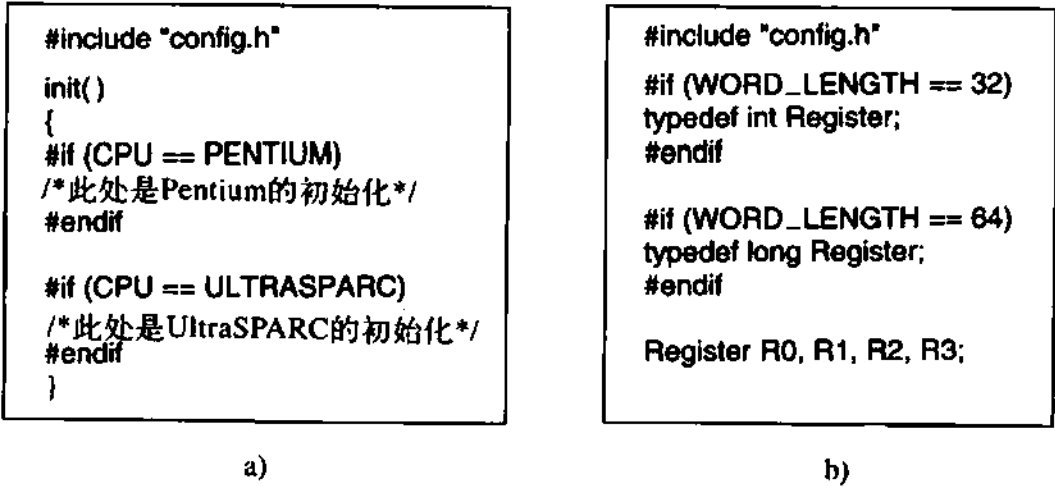 #include "config.h"
init( )
{
#if (CPU == PENTIUM)
/*此处是Pentium的初始化*/
#endif
#if (CPU == ULTRASPARC)
/*此处是UltraSPARC的初始化*/
#endif
}
a)
#include "config.h"
#if (WORD_LENGTH == 32)
typedef int Register;
#endif
#if (WORD_LENGTH == 64)
typedef long Register;
#endif
Register R0, R1, R2, R3;
b)